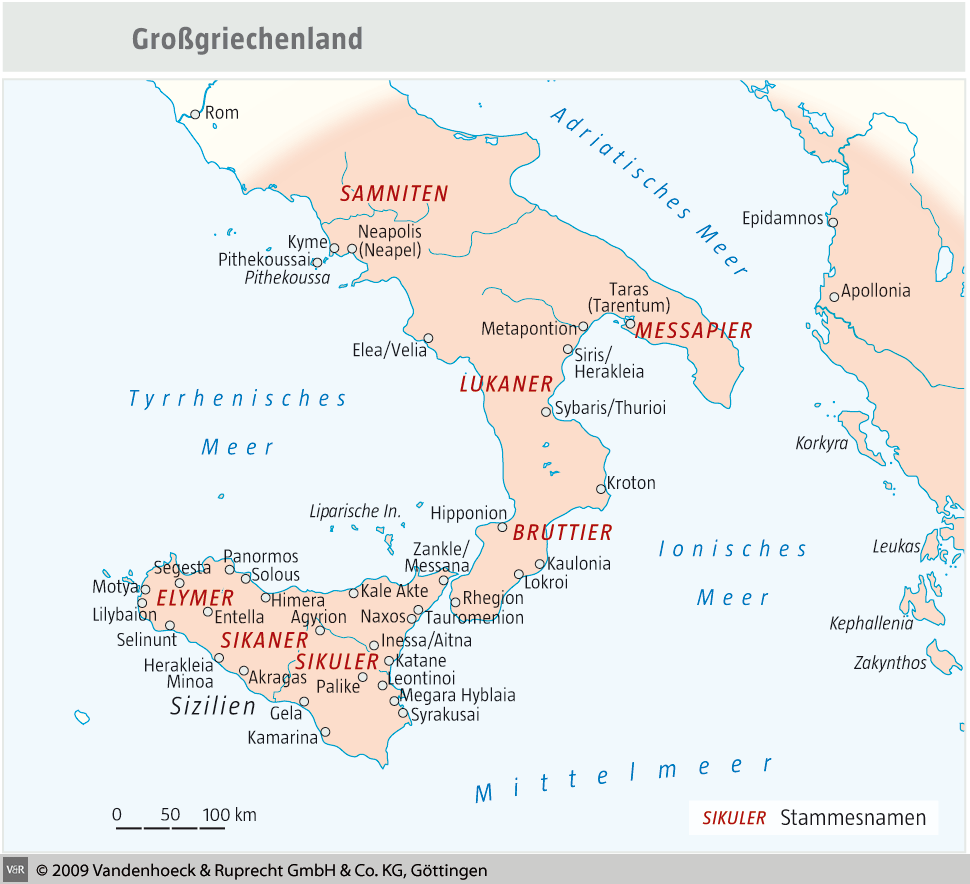 Großgriechenland
Rom
Adriatisches Meer
SAMNITEN
Epidamnos
Neapolis
(Neapel)
Kyme
Pithekoussai
Pithekoussa
Apollonia
Taras
(Tarentum)
Metapontion
MESSAPIER
Elea/Velia
Siris/
Herakleia
LUKANER
Tyrrhenisches
Meer
Sybaris/Thurioi
Korkyra
Kroton
Liparische In.
Hipponion
BRUTTIER
Ionisches
Meer
Leukas
Zankle/
Messana
Kaulonia
Lokroi
Panormos
Segesta
Solous
Motya
ELYMER
Himera
Kale Akte
Rhegion
Lilybaion
Entella
Agyrion
Naxos
Tauromenion
Kephallenia
Selinunt
SIKANER
Inessa/Aitna
SIKULER
Katane
Zakynthos
Herakleia
Minoa
Akragas
Palike
Leontinoi
Megara Hyblaia
Sizilien
Gela
Syrakusai
Kamarina
Mittelmeer
0 50 100 km
SIKULER Stammesnamen
V&R © 2009 Vandenhoeck & Ruprecht GmbH & Co. KG, Göttingen